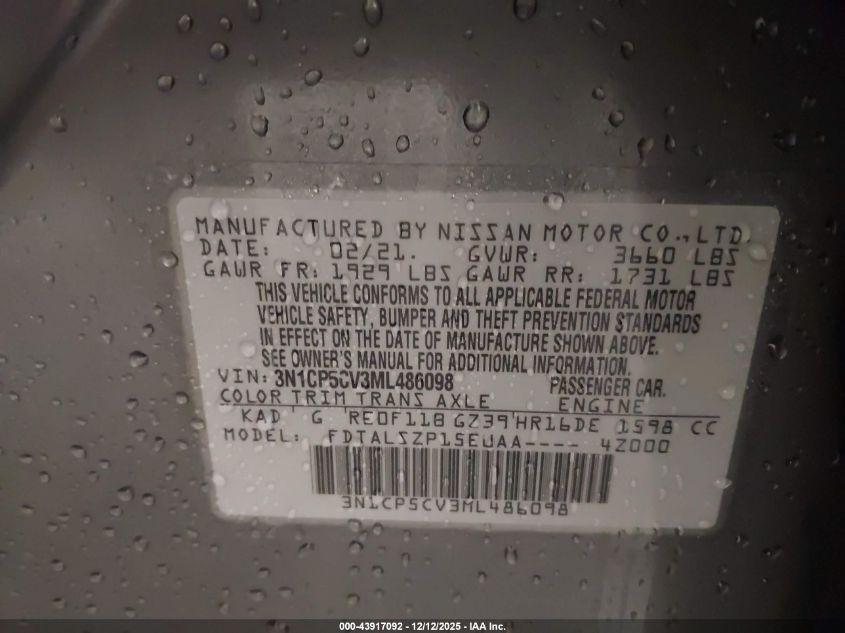 MANUFACTURED BY NISSAN MOTOR CO., LTD.
DATE: 02/21. GVWR: 3660 LBS
GAWR FR: 1929 LBS GAWR RR: 1731 LBS
THIS VEHICLE CONFORMS TO ALL APPLICABLE FEDERAL MOTOR
VEHICLE SAFETY, BUMPER AND THEFT PREVENTION STANDARDS
IN EFFECT ON THE DATE OF MANUFACTURE SHOWN ABOVE.
SEE OWNER'S MANUAL FOR ADDITIONAL INFORMATION.
VIN: 3N1CP5CV3ML486098 PASSENGER CAR.
COLOR TRIM TRANS AXLE ENGINE
KAD G RE0F11B GZ39 HR16DE 1598 CC
MODEL: FDTALSZP15EUAA---- 4Z000
3N1CP5CV3ML486098
000-43917092 - 12/12/2025 - IAA Inc.